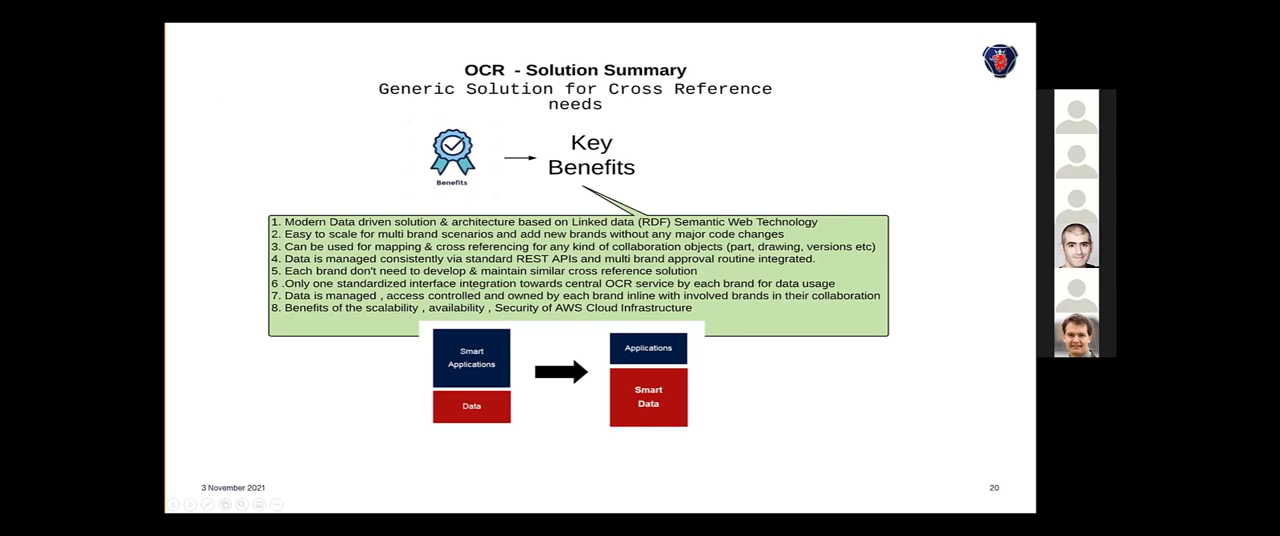 OCR - Solution Summary
Generic Solution for Cross Reference
needs
Key
Benefits
Benefits
1. Modern Data driven solution & architecture based on Linked data (RDF) Semantic Web Technology
2. Easy to scale for multi brand scenarios and add new brands without any major code changes
3. Can be used for mapping & cross referencing for any kind of collaboration objects (part, drawing, versions etc)
4. Data is managed consistently via standard REST APIs and multi brand approval routine integrated.
5. Each brand don't need to develop & maintain similar cross reference solution
6 .Only one standardized interface integration towards central OCR service by each brand for data usage
7. Data is managed , access controlled and owned by each brand inline with involved brands in their collaboration
8. Benefits of the scalability , availability , Security of AWS Cloud Infrastructure
Smart
Applications
Data
Applications
Smart
Data
3 November 2021
20